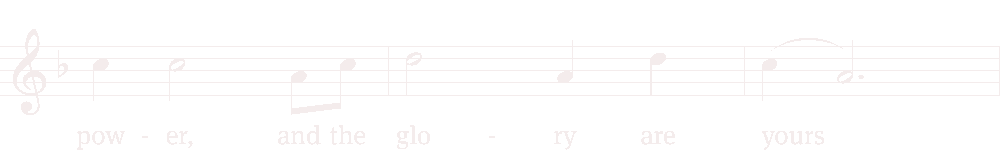 pow - er, and the glo - ry are yours